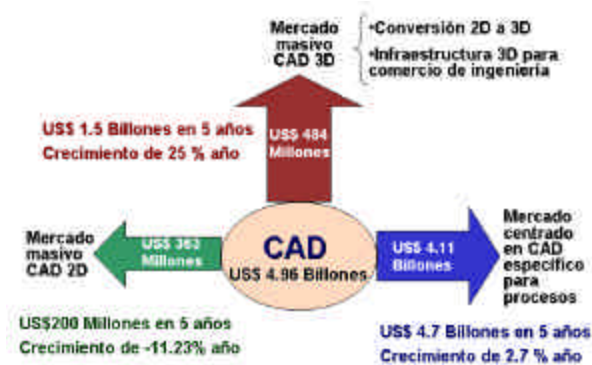 Mercado
masivo
CAD 3D
•Conversión 2D a 3D
•Infraestructura 3D para
comercio de ingeniería
US$ 1.5 Billones en 5 años
Crecimiento de 25 % año
US$ 484
Millones
Mercado
masivo
CAD 2D
US$ 363
Millones
CAD
US$ 4.96 Billones
US$ 4.11
Billones
Mercado
centrado
en CAD
específico
para
procesos
US$200 Millones en 5 años
Crecimiento de -11.23% año
US$ 4.7 Billones en 5 años
Crecimiento de 2.7 % año